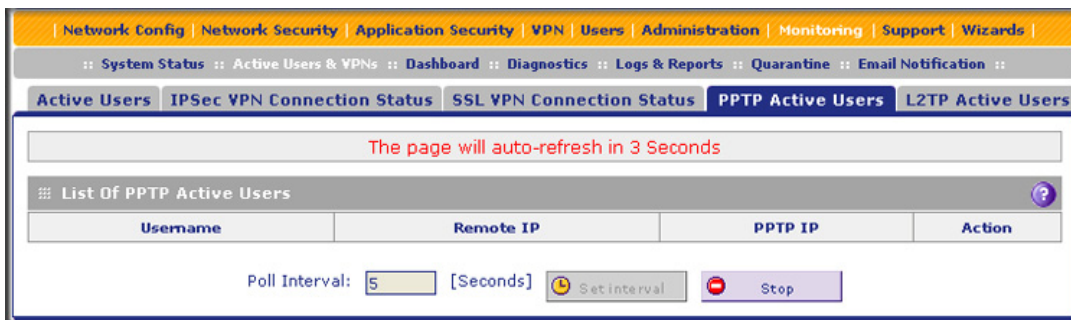 | Network Config | Network Security | Application Security | VPN | Users | Administration | Monitoring | Support | Wizards |
:: System Status :: Active Users & VPNs :: Dashboard :: Diagnostics :: Logs & Reports :: Quarantine :: Email Notification ::
Active Users IPSec VPN Connection Status SSL VPN Connection Status PPTP Active Users L2TP Active Users
The page will auto-refresh in 3 Seconds
List Of PPTP Active Users ?
Username Remote IP PPTP IP Action
Poll Interval: 5 [Seconds] Set interval Stop